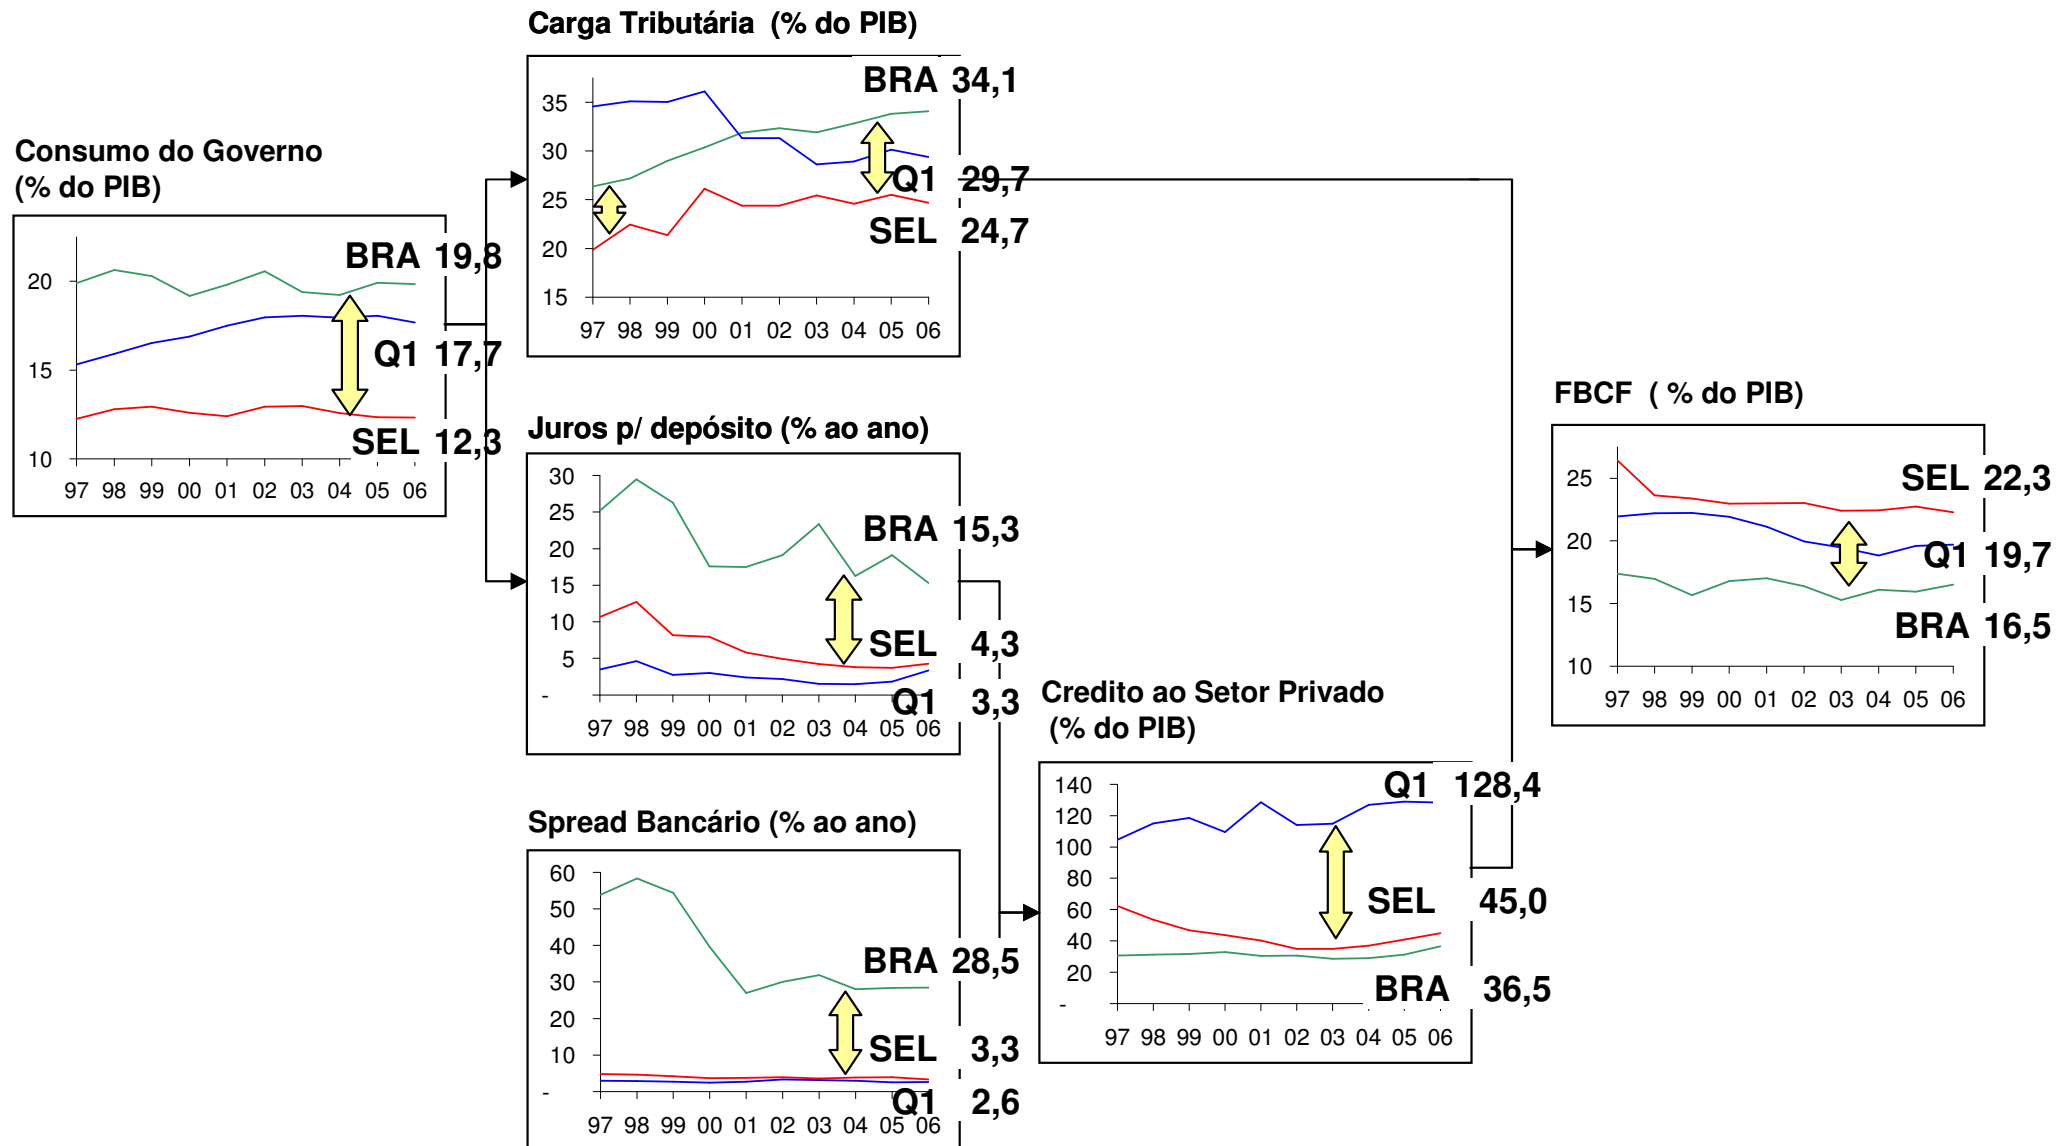 Carga Tributária (% do PIB)
35
30
25
20
15
97 98 99 00 01 02 03 04 05 06
BRA 34,1
Q1 29,7
SEL 24,7
Consumo do Governo
(% do PIB)
20
15
10
97 98 99 00 01 02 03 04 05 06
BRA 19,8
Q1 17,7
SEL 12,3
Juros p/ depósito (% ao ano)
30
25
20
15
10
5
-
97 98 99 00 01 02 03 04 05 06
BRA 15,3
SEL 4,3
Q1 3,3
Spread Bancário (% ao ano)
60
50
40
30
20
10
-
97 98 99 00 01 02 03 04 05 06
BRA 28,5
SEL 3,3
Q1 2,6
Credito ao Setor Privado
(% do PIB)
140
120
100
80
60
40
20
-
97 98 99 00 01 02 03 04 05 06
Q1 128,4
SEL 45,0
BRA 36,5
FBCF ( % do PIB)
25
20
15
10
97 98 99 00 01 02 03 04 05 06
SEL 22,3
Q1 19,7
BRA 16,5